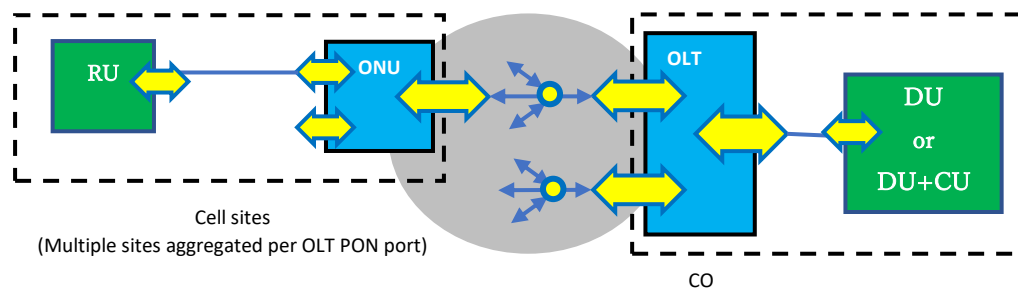 RU
ONU
OLT
DU
or
DU+CU
Cell sites
(Multiple sites aggregated per OLT PON port)
CO